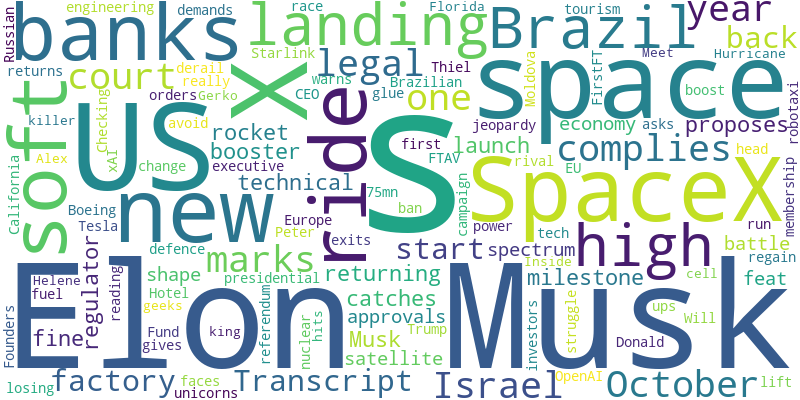 Russian
engineering
demands
race
Florida
tourism
year
banks
landing
Brazil
back
returns
court
derail
really
Starlink
legal
warns
Thiel
Meet
Hurricane
soft
X
CEO
Brazilian
glue
Moldova
FirstFT
space
boost
robotaxi
killer
Checking
orders
Gerko
avoid
one
jeopardy
economy
asks
proposes
US
rocket
booster
executive
ride
S
first
FTAV
launch
rival
EU
complies
head
California
Alex
xAI
change
technical
75mn
ban
campaign
SpaceX
membership
Boeing
Tesla
new
Europe
Peter
exits
power
tech
run
battle
regain
defence
marks
start
spectrum
high
Inside
cell
regulator
Helene
fuel
reading
shape
presidential
returning
milestone
feat
Elon
Musk
Hotel
geeks
catches
approvals
ups
Will
Founders
fine
Fund
gives
king
referendum
nuclear
hits
Musk
Trump
satellite
investors
struggle
Donald
losing
factory
faces
unicorns
Transcript
Israel
OpenAI
October
lift